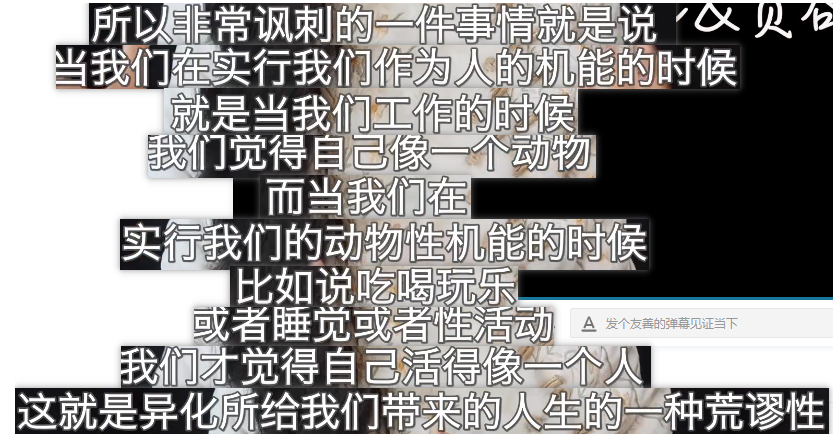 所以非常讽刺的一件事情就是说
当我们在实行我们作为人的机能的时候
就是当我们工作的时候
我们觉得自己像一个动物
而当我们在
实行我们的动物性机能的时候
比如说吃喝玩乐
或者睡觉或者性活动
发个友善的弹幕见证当下
我们才觉得自己活得像一个人
这就是异化所给我们带来的人生的一种荒谬性